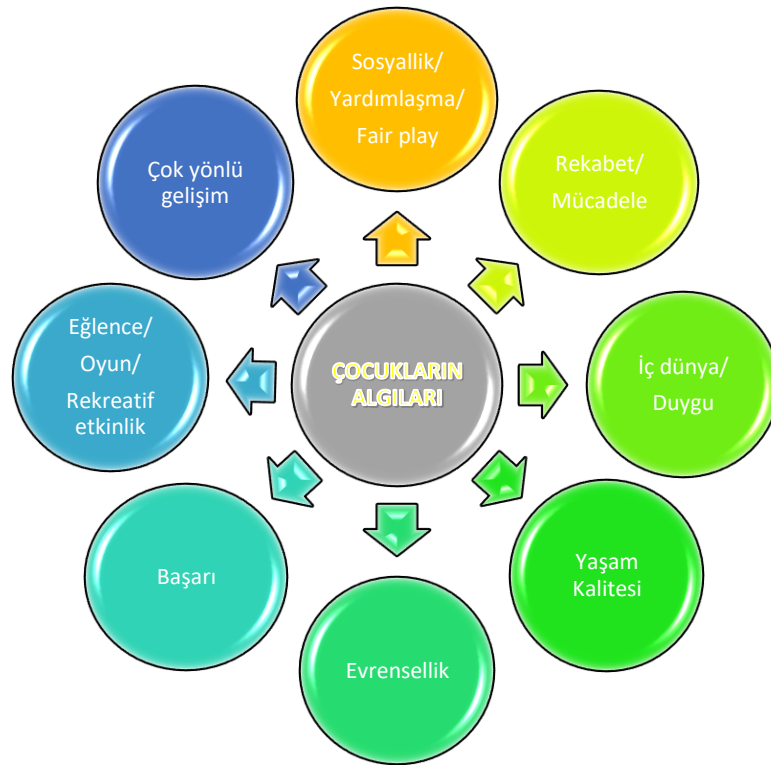 Sosyallik/
Yardımlaşma/
Fair play
Rekabet/
Mücadele
İç dünya/
Duygu
Yaşam
Kalitesi
Evrensellik
Başarı
Eğlence/
Oyun/
Rekreatif
etkinlik
Çok yönlü
gelişim
ÇOCUKLARIN
ALGILARI